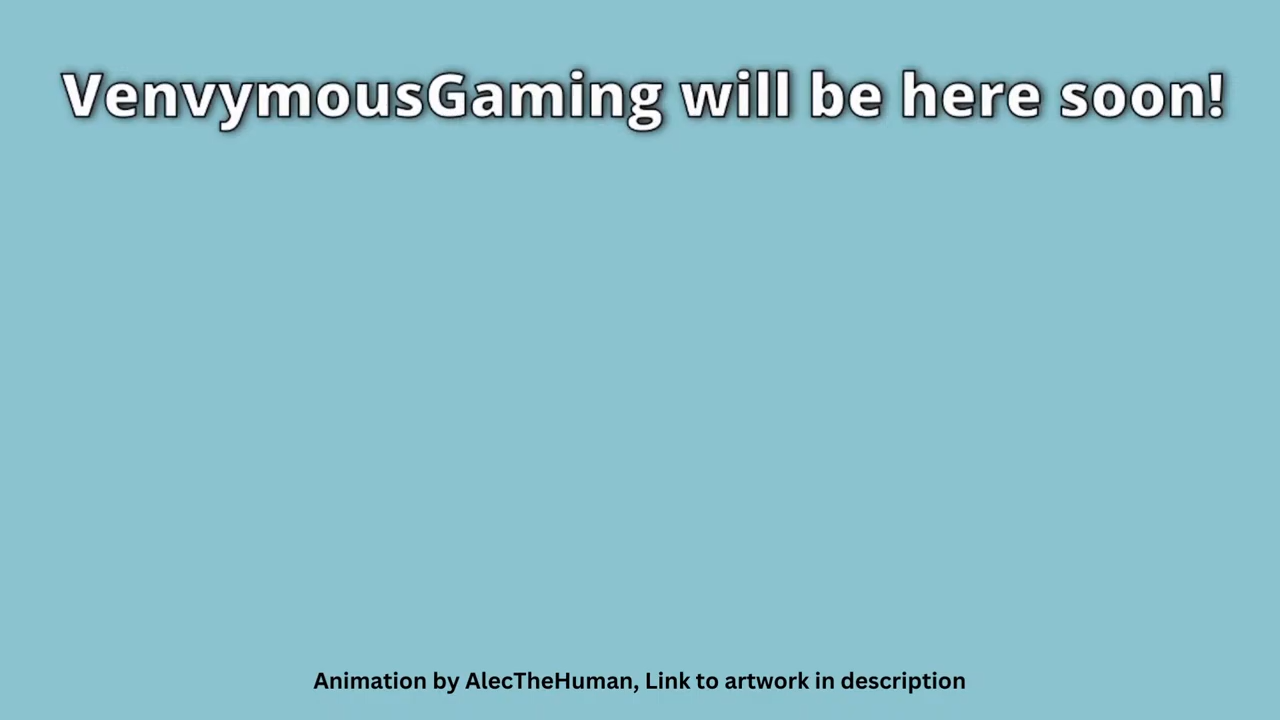 VenvymousGaming will be here soon!
Animation by AlecTheHuman, Link to artwork in description